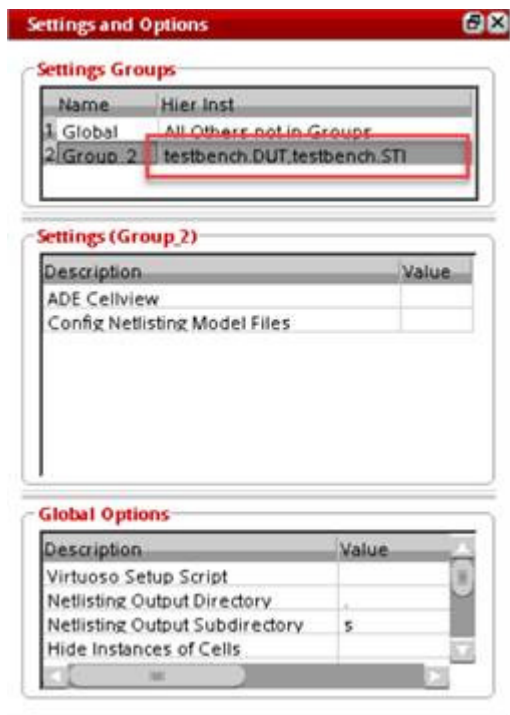 Settings and Options
Settings Groups
Name Hier Inst
1 Global All Others not in Groups
2 Group_2 testbench.DUT,testbench.STI
Settings (Group_2)
Description Value
ADE Cellview
Config Netlisting Model Files
Global Options
Description Value
Virtuoso Setup Script
Netlisting Output Directory .
Netlisting Output Subdirectory s
Hide Instances of Cells